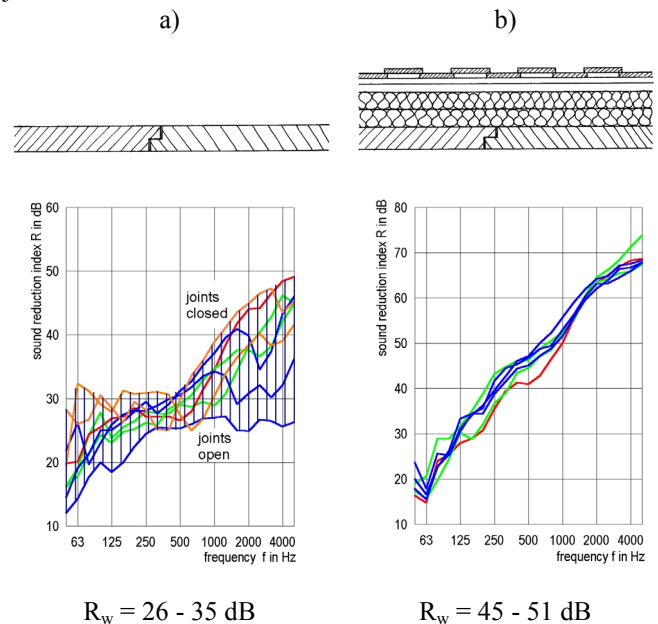 a)
b)
sound reduction index R in dB
60
50
40
30
20
10
joints
closed
joints
open
63 125 250 500 1000 2000 4000
frequency f in Hz
sound reduction index R in dB
80
70
60
50
40
30
20
10
63 125 250 500 1000 2000 4000
frequency f in Hz
R_w = 26 - 35 dB
R_w = 45 - 51 dB